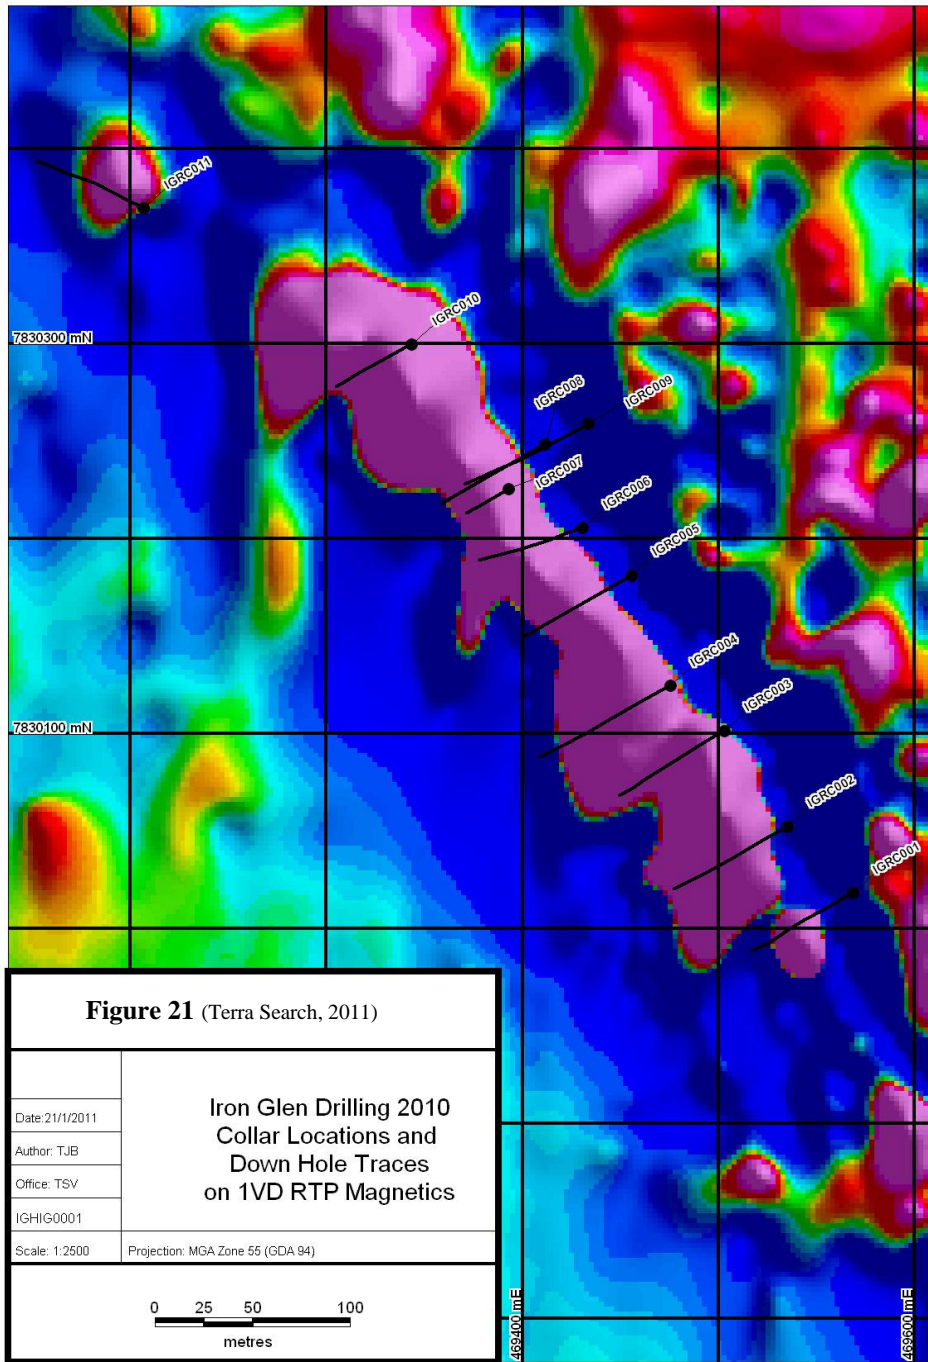 IGRC011
IGRC010
7830300 mN
IGRC008
IGRC009
IGRC007
IGRC006
IGRC005
IGRC004
IGRC003
7830100 mN
IGRC002
IGRC001
Figure 21 (Terra Search, 2011)
Date:21/1/2011
Author: TJB
Office: TSV
IGHIG0001
Scale: 1:2500
Iron Glen Drilling 2010
Collar Locations and
Down Hole Traces
on 1VD RTP Magnetics
Projection: MGA Zone 55 (GDA 94)
0 25 50 100
metres
469400 mE
469600 mE